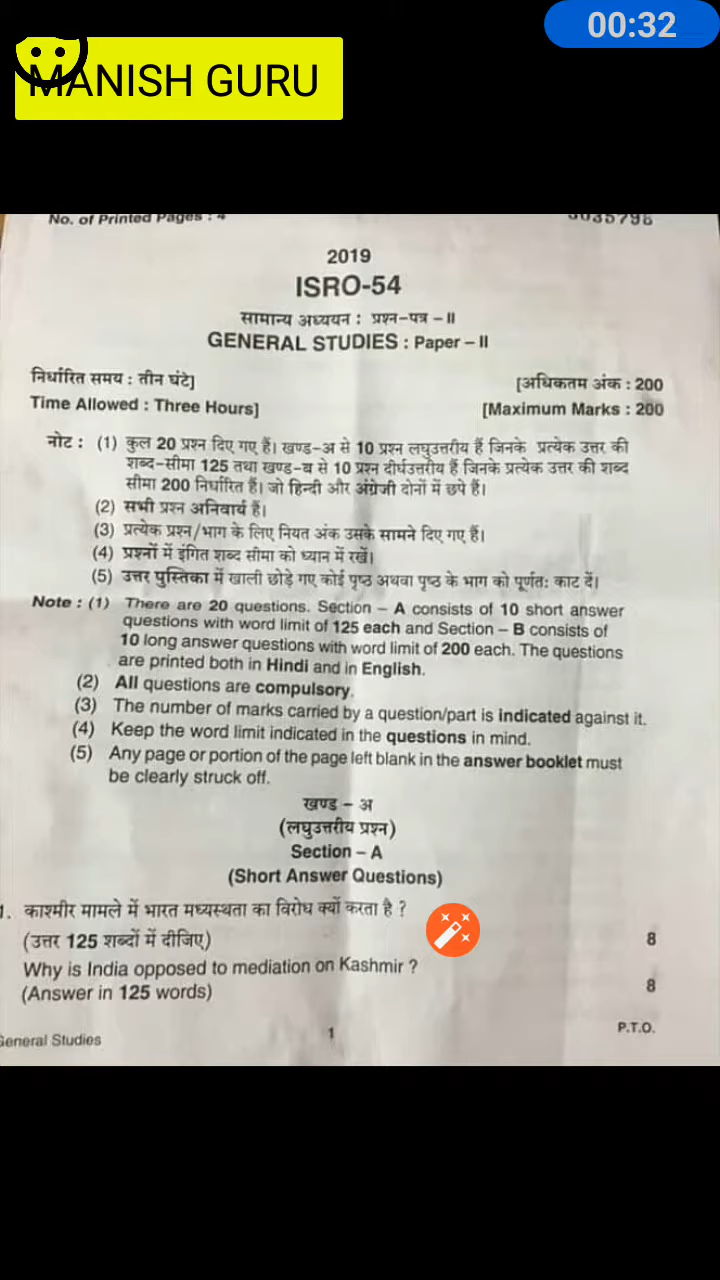 00:32
MANISH GURU
No. of Printed Pages : 4
0035796
2019
ISRO-54
सामान्य अध्ययन : प्रश्न-पत्र - II
GENERAL STUDIES : Paper - II
निर्धारित समय : तीन घंटे]
[अधिकतम अंक : 200
Time Allowed : Three Hours]
[Maximum Marks : 200
नोट : (1) कुल 20 प्रश्न दिए गए हैं। खण्ड-अ से 10 प्रश्न लघुउत्तरीय हैं जिनके प्रत्येक उत्तर की
शब्द-सीमा 125 तथा खण्ड-ब से 10 प्रश्न दीर्घउत्तरीय हैं जिनके प्रत्येक उत्तर की शब्द
सीमा 200 निर्धारित हैं। जो हिन्दी और अंग्रेजी दोनों में छपे हैं।
(2) सभी प्रश्न अनिवार्य हैं।
(3) प्रत्येक प्रश्न/भाग के लिए नियत अंक उसके सामने दिए गए हैं।
(4) प्रश्नों में इंगित शब्द सीमा को ध्यान में रखें।
(5) उत्तर पुस्तिका में खाली छोड़े गए कोई पृष्ठ अथवा पृष्ठ के भाग को पूर्णतः काट दें।
Note : (1) There are 20 questions. Section - A consists of 10 short answer
questions with word limit of 125 each and Section - B consists of
10 long answer questions with word limit of 200 each. The questions
are printed both in Hindi and in English.
(2) All questions are compulsory.
(3) The number of marks carried by a question/part is indicated against it.
(4) Keep the word limit indicated in the questions in mind.
(5) Any page or portion of the page left blank in the answer booklet must
be clearly struck off.
खण्ड - अ
(लघुउत्तरीय प्रश्न)
Section - A
(Short Answer Questions)
1. काश्मीर मामले में भारत मध्यस्थता का विरोध क्यों करता है ?
(उत्तर 125 शब्दों में दीजिए)
8
Why is India opposed to mediation on Kashmir ?
(Answer in 125 words)
8
General Studies
1
P.T.O.